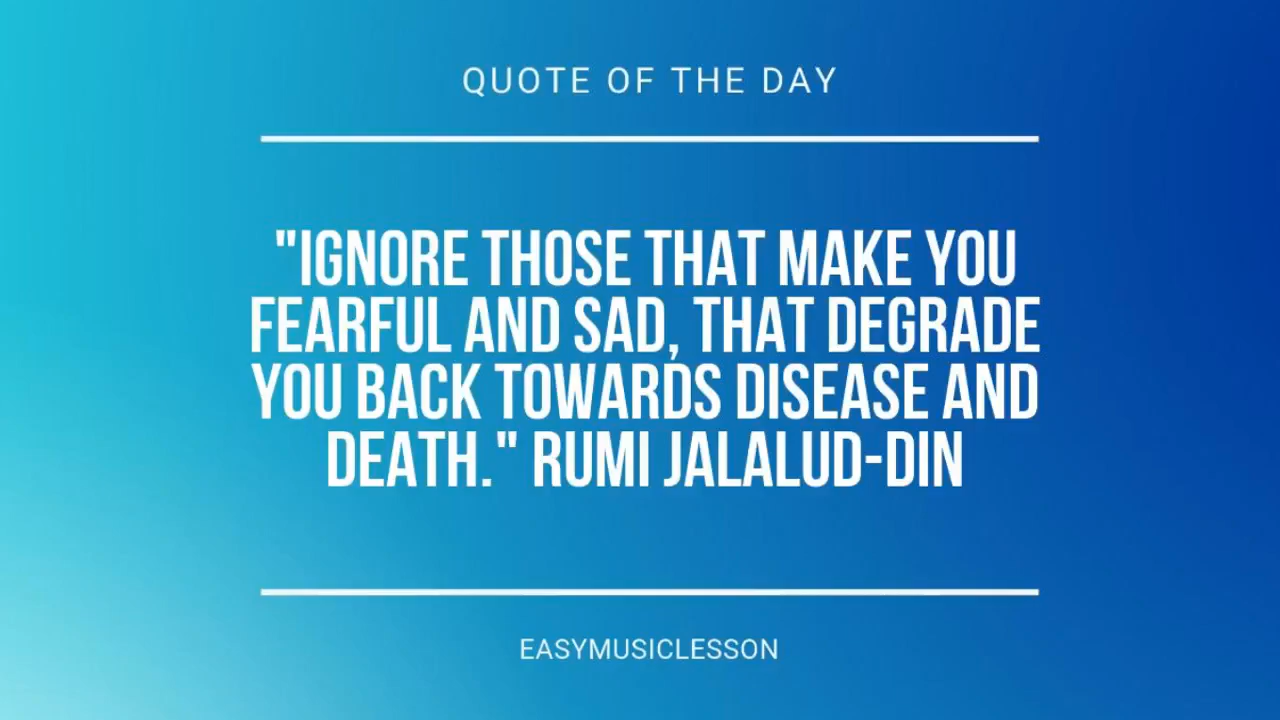 QUOTE OF THE DAY
"IGNORE THOSE THAT MAKE YOU
FEARFUL AND SAD, THAT DEGRADE
YOU BACK TOWARDS DISEASE AND
DEATH." RUMI JALALUD-DIN
EASYMUSICLESSON